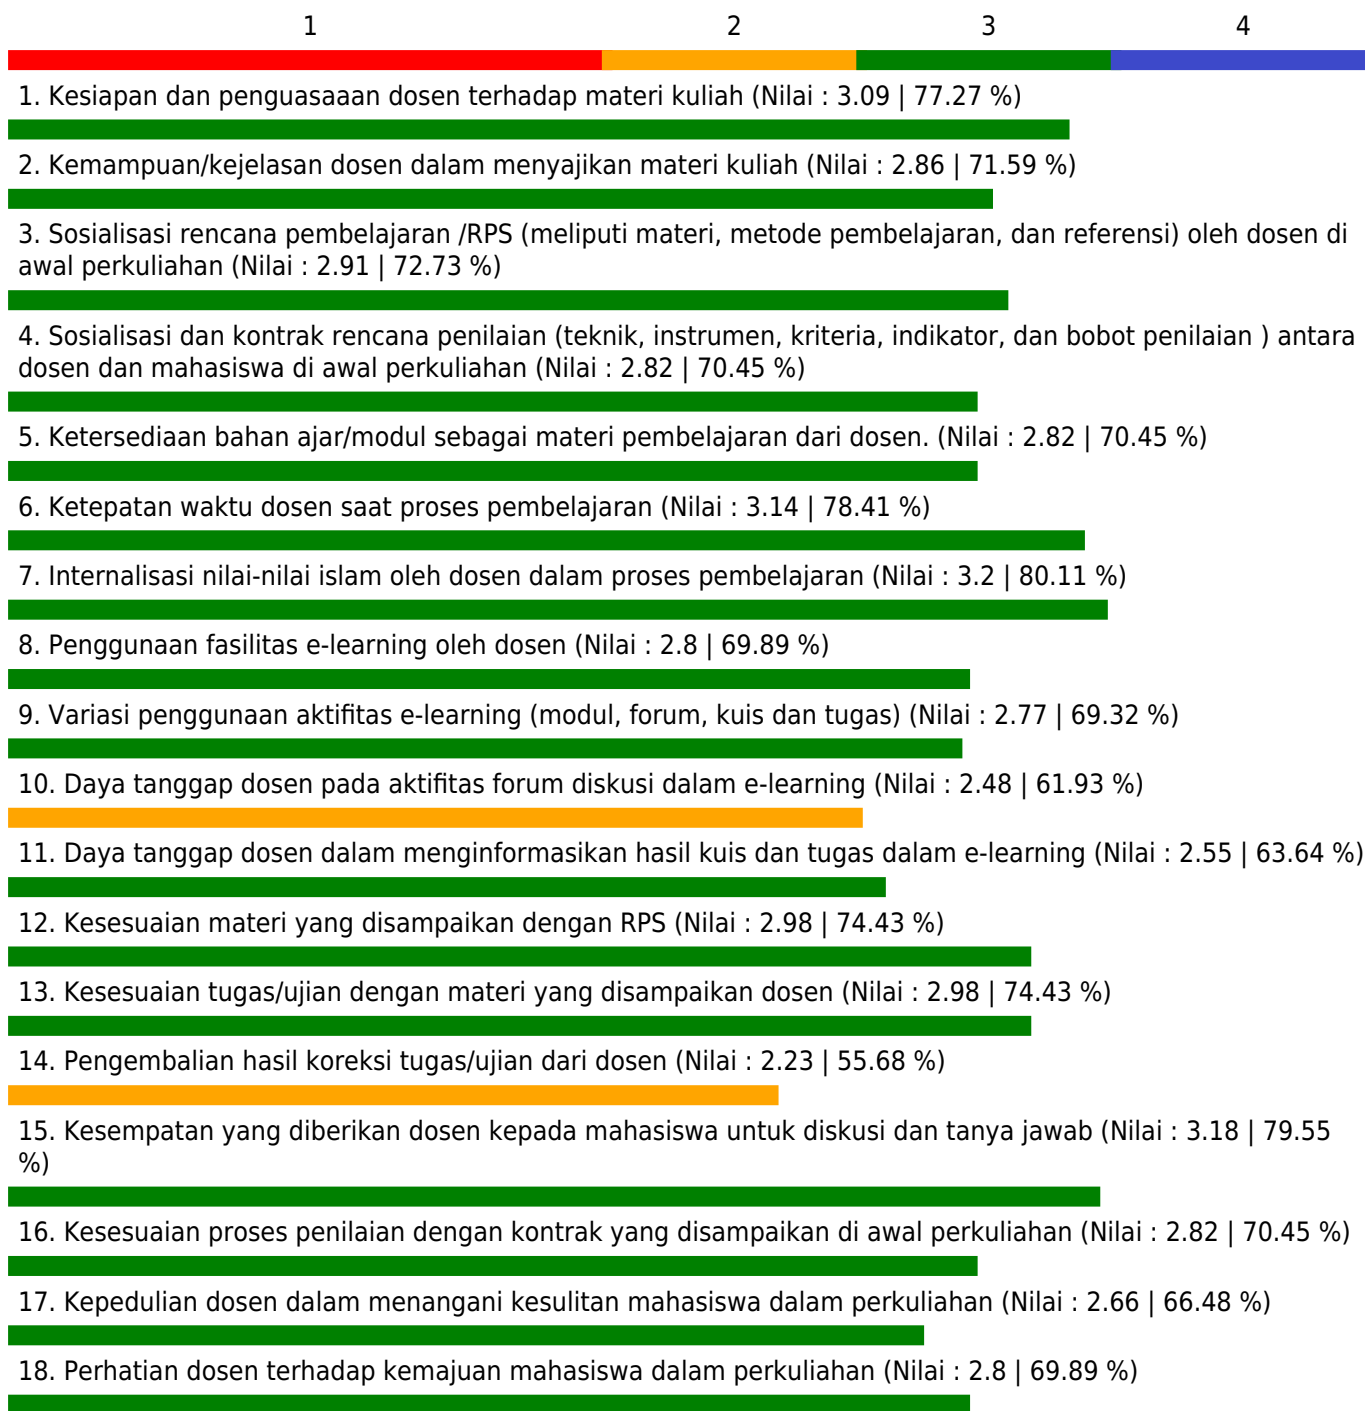 1 2 3 4
1. Kesiapan dan penguasaaan dosen terhadap materi kuliah (Nilai : 3.09 | 77.27 %)
2. Kemampuan/kejelasan dosen dalam menyajikan materi kuliah (Nilai : 2.86 | 71.59 %)
3. Sosialisasi rencana pembelajaran /RPS (meliputi materi, metode pembelajaran, dan referensi) oleh dosen di
awal perkuliahan (Nilai : 2.91 | 72.73 %)
4. Sosialisasi dan kontrak rencana penilaian (teknik, instrumen, kriteria, indikator, dan bobot penilaian ) antara
dosen dan mahasiswa di awal perkuliahan (Nilai : 2.82 | 70.45 %)
5. Ketersediaan bahan ajar/modul sebagai materi pembelajaran dari dosen. (Nilai : 2.82 | 70.45 %)
6. Ketepatan waktu dosen saat proses pembelajaran (Nilai : 3.14 | 78.41 %)
7. Internalisasi nilai-nilai islam oleh dosen dalam proses pembelajaran (Nilai : 3.2 | 80.11 %)
8. Penggunaan fasilitas e-learning oleh dosen (Nilai : 2.8 | 69.89 %)
9. Variasi penggunaan aktifitas e-learning (modul, forum, kuis dan tugas) (Nilai : 2.77 | 69.32 %)
10. Daya tanggap dosen pada aktifitas forum diskusi dalam e-learning (Nilai : 2.48 | 61.93 %)
11. Daya tanggap dosen dalam menginformasikan hasil kuis dan tugas dalam e-learning (Nilai : 2.55 | 63.64 %)
12. Kesesuaian materi yang disampaikan dengan RPS (Nilai : 2.98 | 74.43 %)
13. Kesesuaian tugas/ujian dengan materi yang disampaikan dosen (Nilai : 2.98 | 74.43 %)
14. Pengembalian hasil koreksi tugas/ujian dari dosen (Nilai : 2.23 | 55.68 %)
15. Kesempatan yang diberikan dosen kepada mahasiswa untuk diskusi dan tanya jawab (Nilai : 3.18 | 79.55
%)
16. Kesesuaian proses penilaian dengan kontrak yang disampaikan di awal perkuliahan (Nilai : 2.82 | 70.45 %)
17. Kepedulian dosen dalam menangani kesulitan mahasiswa dalam perkuliahan (Nilai : 2.66 | 66.48 %)
18. Perhatian dosen terhadap kemajuan mahasiswa dalam perkuliahan (Nilai : 2.8 | 69.89 %)